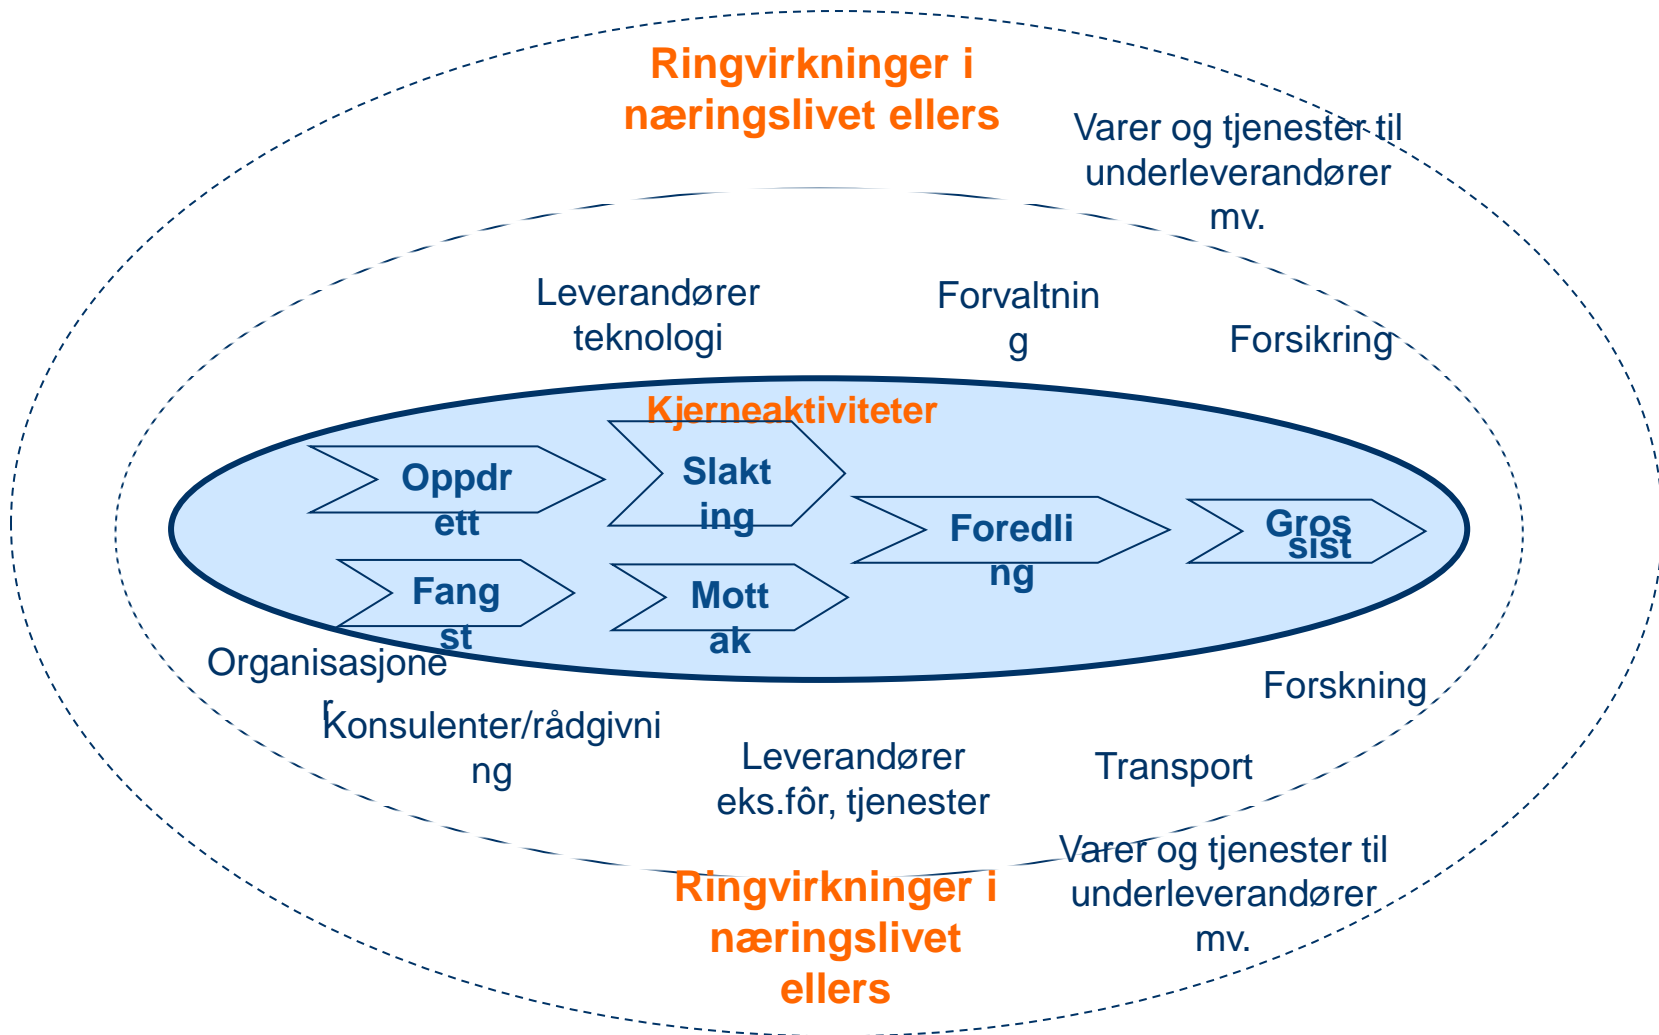 Ringvirkninger i
næringslivet ellers
Varer og tjenester til
underleverandører
mv.
Leverandører
teknologi
Forvaltnin
g
Forsikring
Kjerneaktiviteter
Oppdr
ett
Slakt
ing
Foredli
ng
Gros
sist
Fang
st
Mott
ak
Organisasjone
r
Konsulenter/rådgivni
ng
Leverandører
eks.fôr, tjenester
Transport
Forskning
Varer og tjenester til
underleverandører
mv.
Ringvirkninger i
næringslivet
ellers